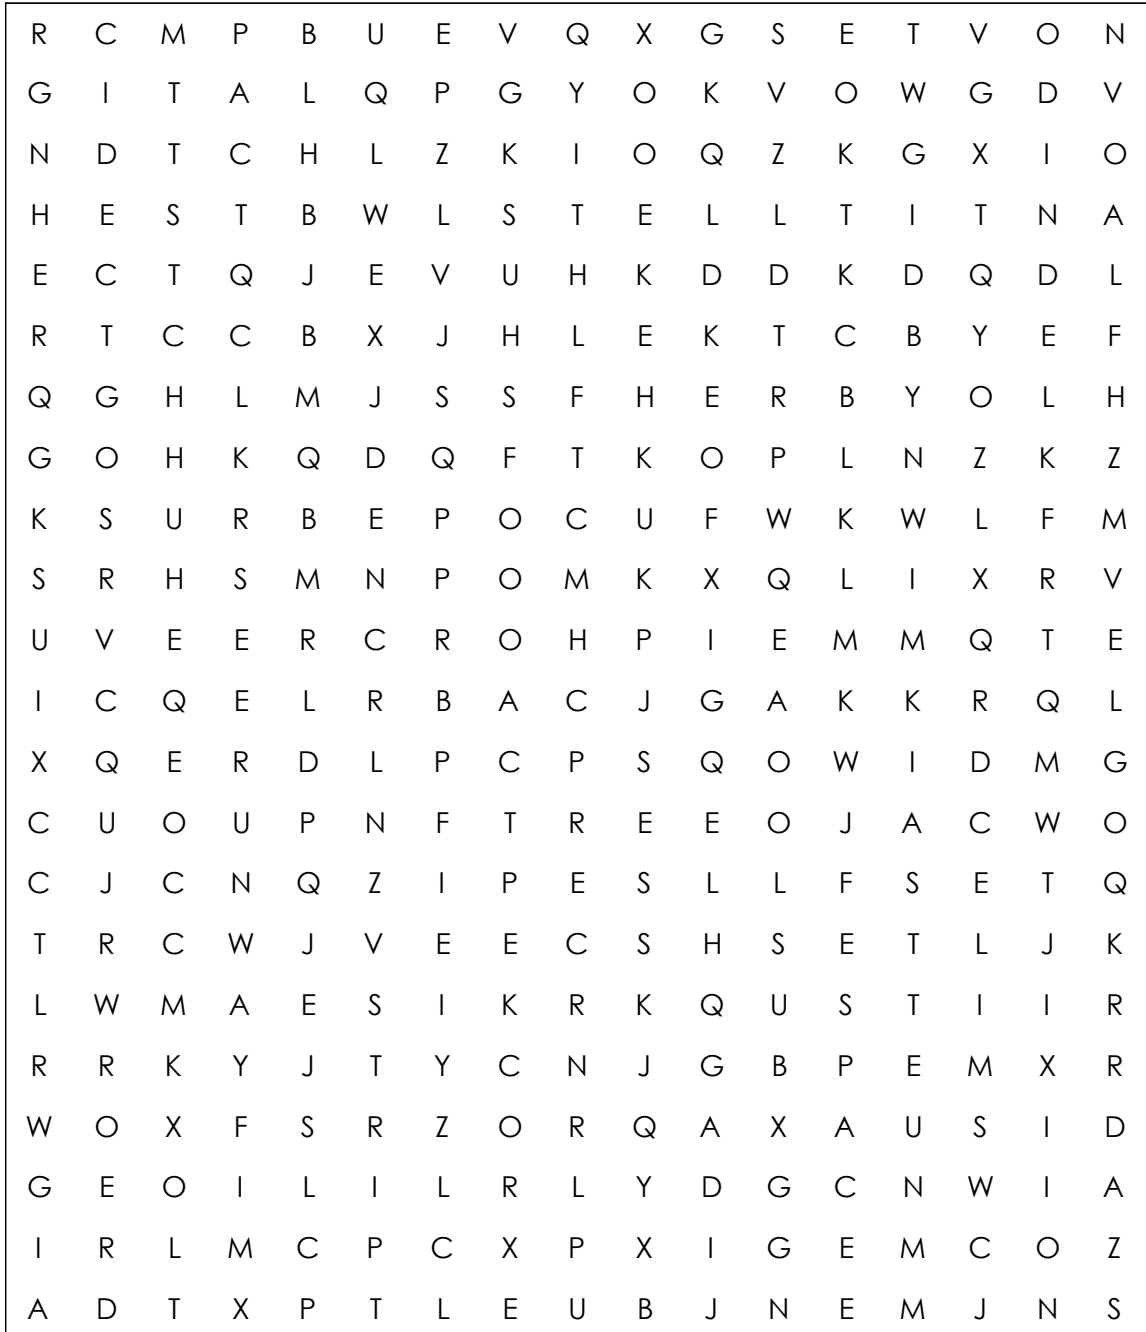 R C M P B U E V Q X G S E T V O N
G I T A L Q P G Y O K V O W G D V
N D T C H L Z K I O Q Z K G X I O
H E S T B W L S T E L L T I T N A
E C T Q J E V U H K D D K D Q D L
R T C C B X J H L E K T C B Y E F
Q G H L M J S S F H E R B Y O L H
G O H K Q D Q F T K O P L N Z K Z
K S U R B E P O C U F W K W L F M
S R H S M N P O M K X Q L I X R V
U V E E R C R O H P I E M M Q T E
I C Q E L R B A C J G A K K R Q L
X Q E R D L P C P S Q O W I D M G
C U O U P N F T R E E O J A C W O
C J C N Q Z I P E S L L F S E T Q
T R C W J V E E C S H S E T L J K
L W M A E S I K R K Q U S T I I R
R R K Y J T Y C N J G B P E M X R
W O X F S R Z O R Q A X A U S I D
G E O I L I L R L Y D G C N W I A
I R L M C P C X P X I G E M C O Z
A D T X P T L E U B J N E M J N S